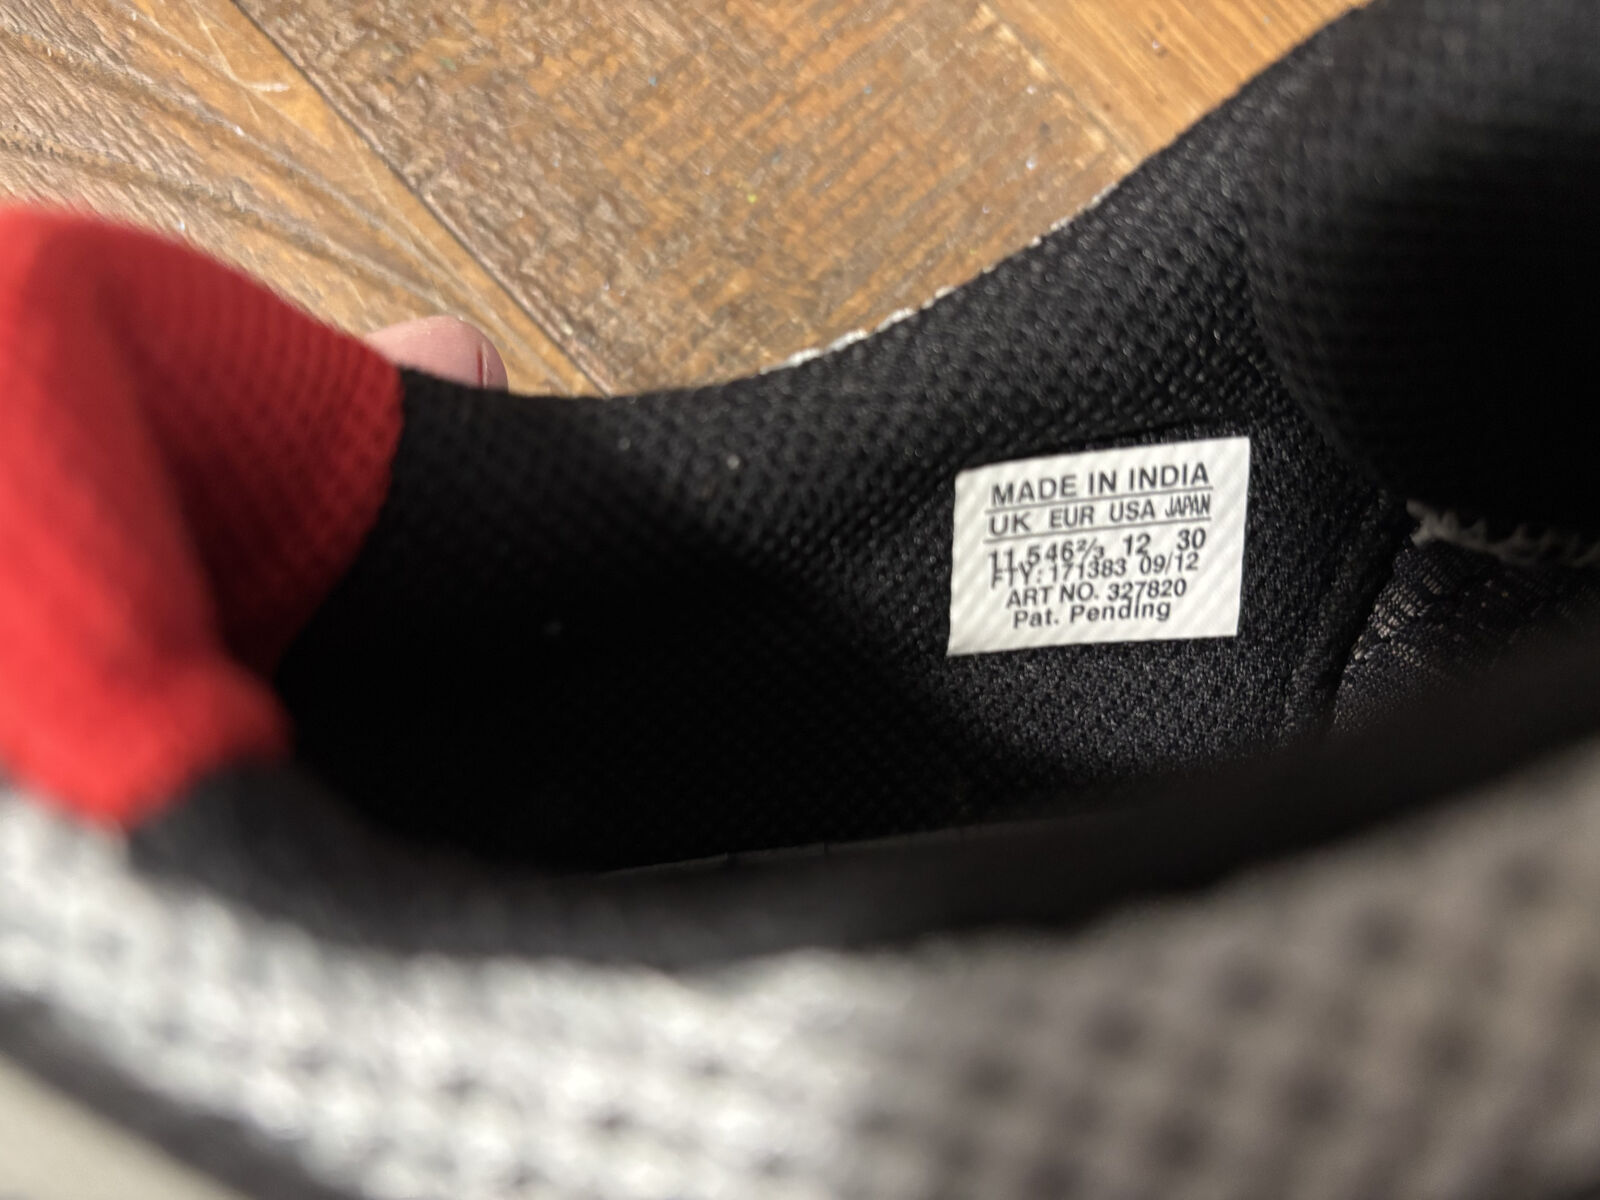 MADE IN INDIA
UK EUR USA JAPAN
11,5 46⅔ 12 30
FTY: 171383 09/12
ART NO. 327820
Pat. Pending